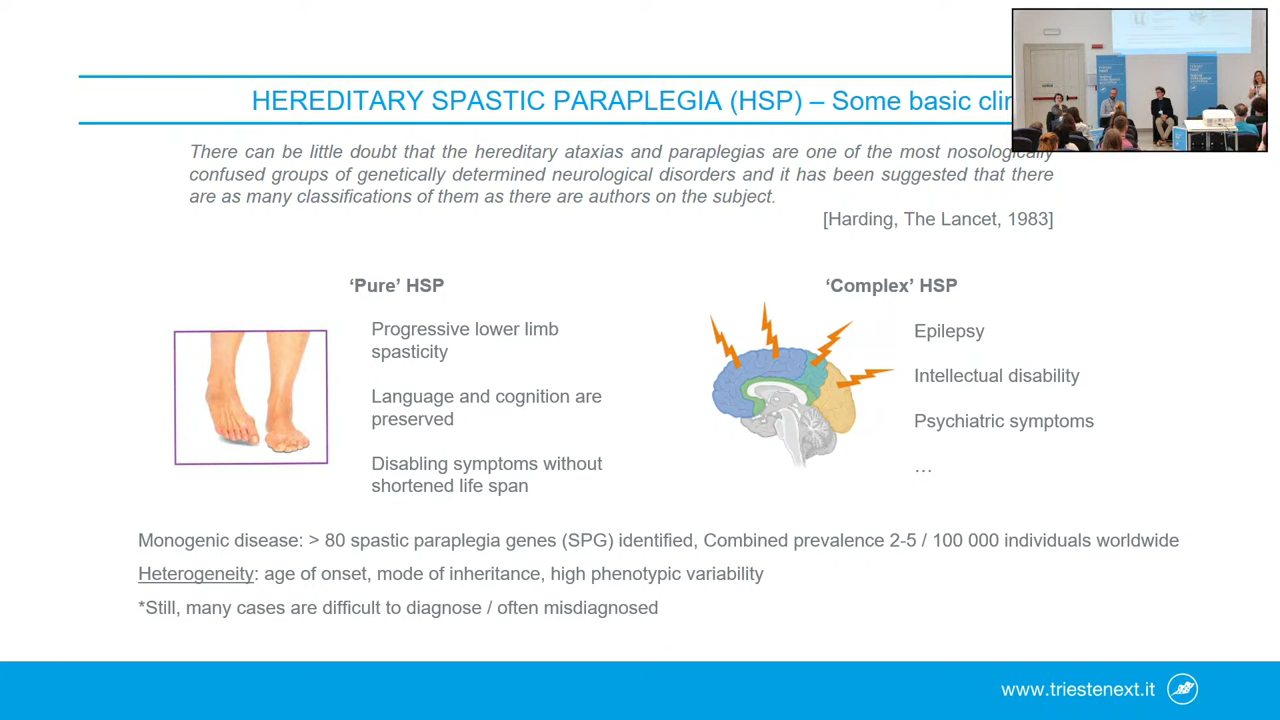 HEREDITARY SPASTIC PARAPLEGIA (HSP) – Some basic clin
There can be little doubt that the hereditary ataxias and paraplegias are one of the most nosologically
confused groups of genetically determined neurological disorders and it has been suggested that there
are as many classifications of them as there are authors on the subject.
[Harding, The Lancet, 1983]
‘Pure’ HSP
Progressive lower limb
spasticity
Language and cognition are
preserved
Disabling symptoms without
shortened life span
‘Complex’ HSP
Epilepsy
Intellectual disability
Psychiatric symptoms
…
Monogenic disease: > 80 spastic paraplegia genes (SPG) identified, Combined prevalence 2-5 / 100 000 individuals worldwide
Heterogeneity: age of onset, mode of inheritance, high phenotypic variability
*Still, many cases are difficult to diagnose / often misdiagnosed
www.triestenext.it